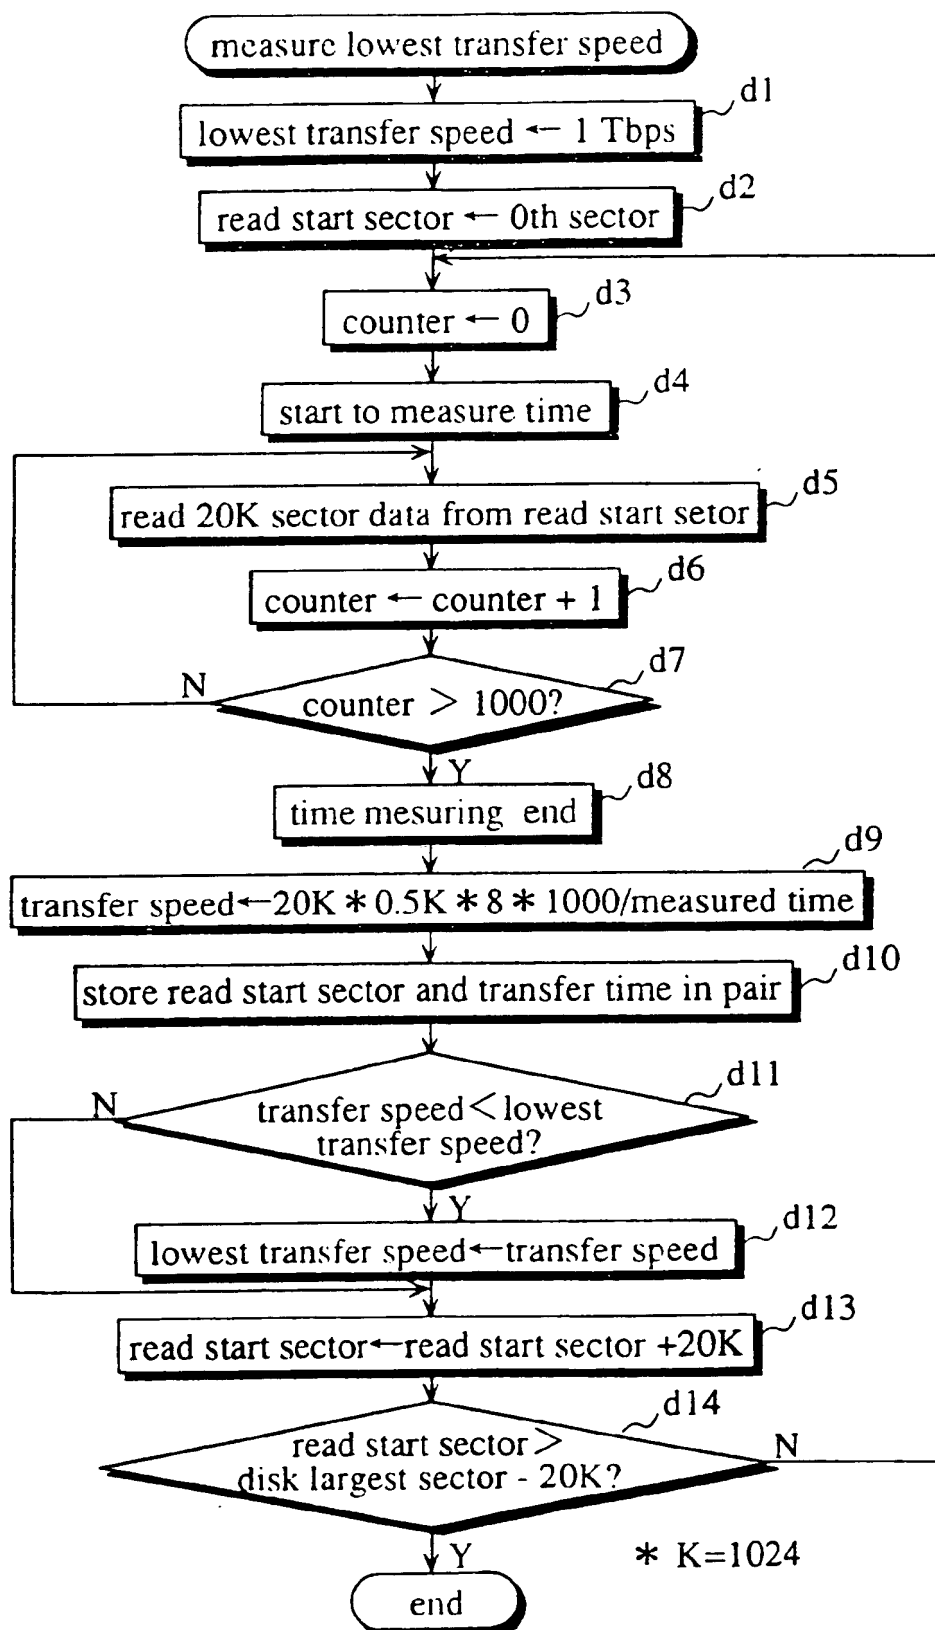 measure lowest transfer speed
d1
lowest transfer speed ← 1 Tbps
d2
read start sector ← 0th sector
d3
counter ← 0
d4
start to measure time
d5
read 20K sector data from read start setor
d6
counter ← counter + 1
d7
N
counter > 1000?
Y
d8
time mesuring end
d9
transfer speed←20K * 0.5K * 8 * 1000/measured time
d10
store read start sector and transfer time in pair
d11
N
transfer speed<lowest
transfer speed?
Y
d12
lowest transfer speed←transfer speed
d13
read start sector←read start sector +20K
d14
read start sector>
disk largest sector - 20K?
N
Y
* K=1024
end